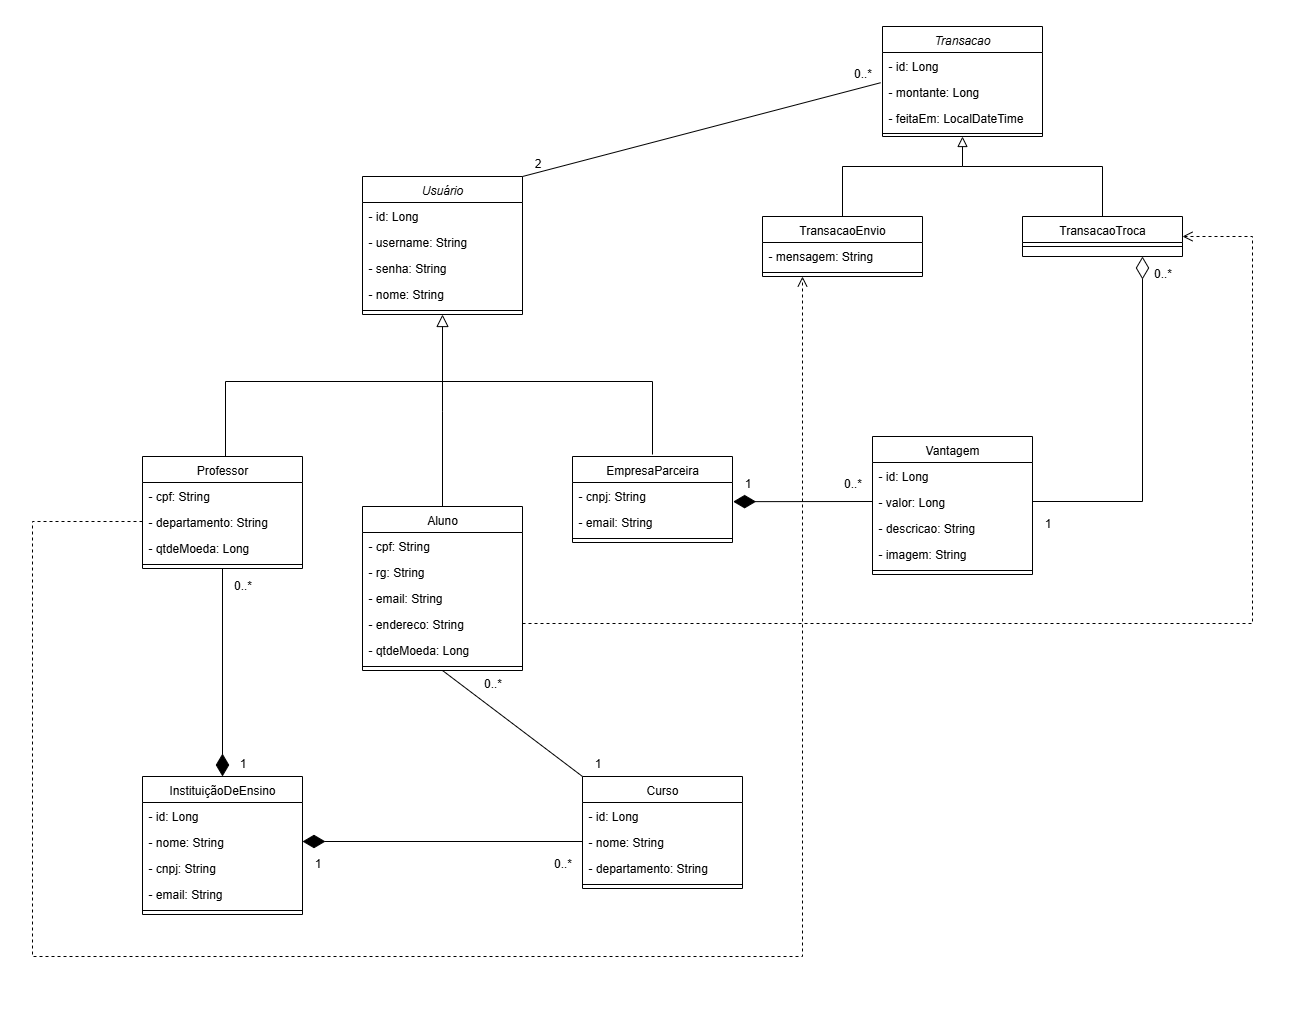 Transacao
- id: Long
- montante: Long
- feitaEm: LocalDateTime
0..*
2
Usuário
- id: Long
- username: String
- senha: String
- nome: String
TransacaoEnvio
- mensagem: String
TransacaoTroca
0..*
Professor
- cpf: String
- departamento: String
- qtdeMoeda: Long
0..*
Aluno
- cpf: String
- rg: String
- email: String
- endereco: String
- qtdeMoeda: Long
0..*
EmpresaParceira
- cnpj: String
- email: String
1
0..*
Vantagem
- id: Long
- valor: Long
- descricao: String
- imagem: String
1
1
InstituiçãoDeEnsino
- id: Long
- nome: String
- cnpj: String
- email: String
1
0..*
1
Curso
- id: Long
- nome: String
- departamento: String